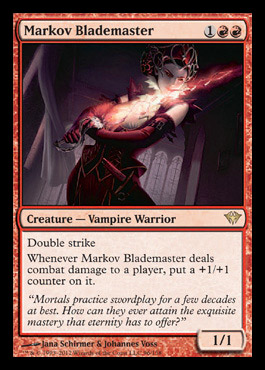 Markov Blademaster 1
Creature — Vampire Warrior
Double strike
Whenever Markov Blademaster deals
combat damage to a player, put a +1/+1
counter on it.
“Mortals practice swordplay for a few decades
at best. How can they ever attain the exquisite
mastery that eternity has to offer?”
1/1
Jana Schirmer & Johannes Voss